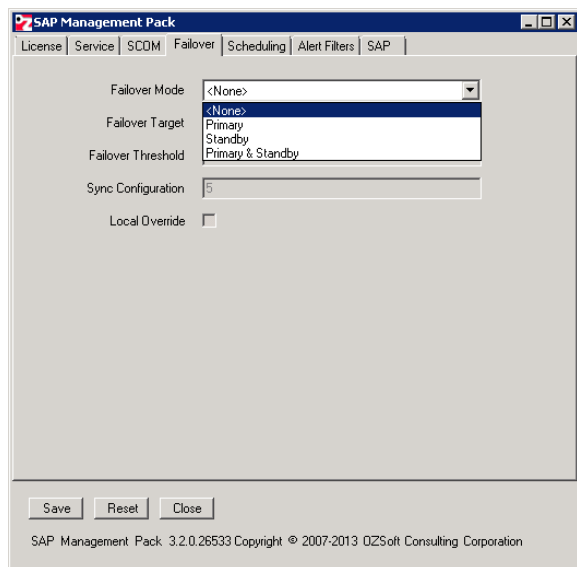 SAP Management Pack
License Service SCOM Failover Scheduling Alert Filters SAP
Failover Mode <None>
<None>
Failover Target Primary
Standby
Failover Threshold Primary & Standby
Sync Configuration 5
Local Override
Save Reset Close
SAP Management Pack 3.2.0.26533 Copyright © 2007-2013 OZSoft Consulting Corporation